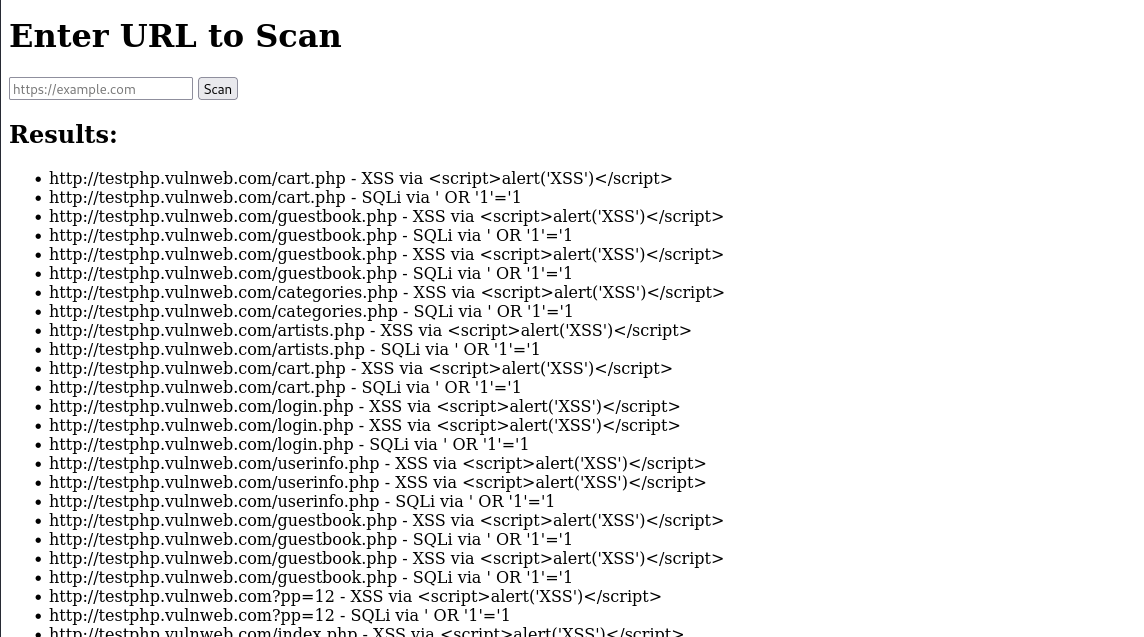 Enter URL to Scan
https://example.com Scan
Results:
http://testphp.vulnweb.com/cart.php - XSS via <script>alert('XSS')</script>
http://testphp.vulnweb.com/cart.php - SQLi via ' OR '1'='1
http://testphp.vulnweb.com/guestbook.php - XSS via <script>alert('XSS')</script>
http://testphp.vulnweb.com/guestbook.php - SQLi via ' OR '1'='1
http://testphp.vulnweb.com/guestbook.php - XSS via <script>alert('XSS')</script>
http://testphp.vulnweb.com/guestbook.php - SQLi via ' OR '1'='1
http://testphp.vulnweb.com/categories.php - XSS via <script>alert('XSS')</script>
http://testphp.vulnweb.com/categories.php - SQLi via ' OR '1'='1
http://testphp.vulnweb.com/artists.php - XSS via <script>alert('XSS')</script>
http://testphp.vulnweb.com/artists.php - SQLi via ' OR '1'='1
http://testphp.vulnweb.com/cart.php - XSS via <script>alert('XSS')</script>
http://testphp.vulnweb.com/cart.php - SQLi via ' OR '1'='1
http://testphp.vulnweb.com/login.php - XSS via <script>alert('XSS')</script>
http://testphp.vulnweb.com/login.php - XSS via <script>alert('XSS')</script>
http://testphp.vulnweb.com/login.php - SQLi via ' OR '1'='1
http://testphp.vulnweb.com/userinfo.php - XSS via <script>alert('XSS')</script>
http://testphp.vulnweb.com/userinfo.php - XSS via <script>alert('XSS')</script>
http://testphp.vulnweb.com/userinfo.php - SQLi via ' OR '1'='1
http://testphp.vulnweb.com/guestbook.php - XSS via <script>alert('XSS')</script>
http://testphp.vulnweb.com/guestbook.php - SQLi via ' OR '1'='1
http://testphp.vulnweb.com/guestbook.php - XSS via <script>alert('XSS')</script>
http://testphp.vulnweb.com/guestbook.php - SQLi via ' OR '1'='1
http://testphp.vulnweb.com?pp=12 - XSS via <script>alert('XSS')</script>
http://testphp.vulnweb.com?pp=12 - SQLi via ' OR '1'='1
http://testphp.vulnweb.com/index.php - XSS via <script>alert('XSS')</script>